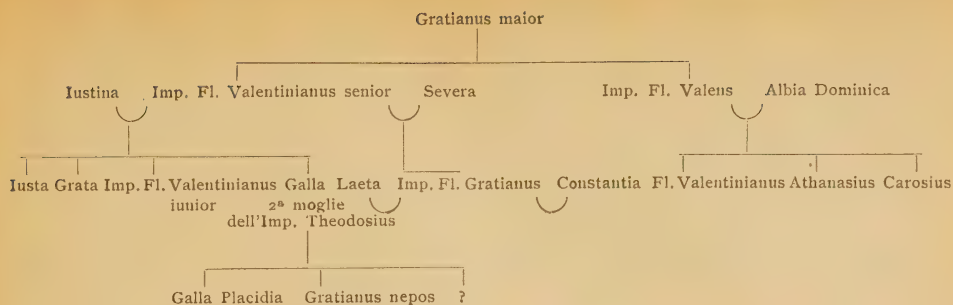 Gratianus maior
Iustina Imp. Fl. Valentinianus senior Severa Imp. Fl. Valens Albia Dominica
Iusta Grata Imp. Fl. Valentinianus Galla Laeta Imp. Fl. Gratianus Constantia Fl. Valentinianus Athanasius Carosius
iunior 2ª moglie
dell'Imp. Theodosius
Galla Placidia Gratianus nepos ?